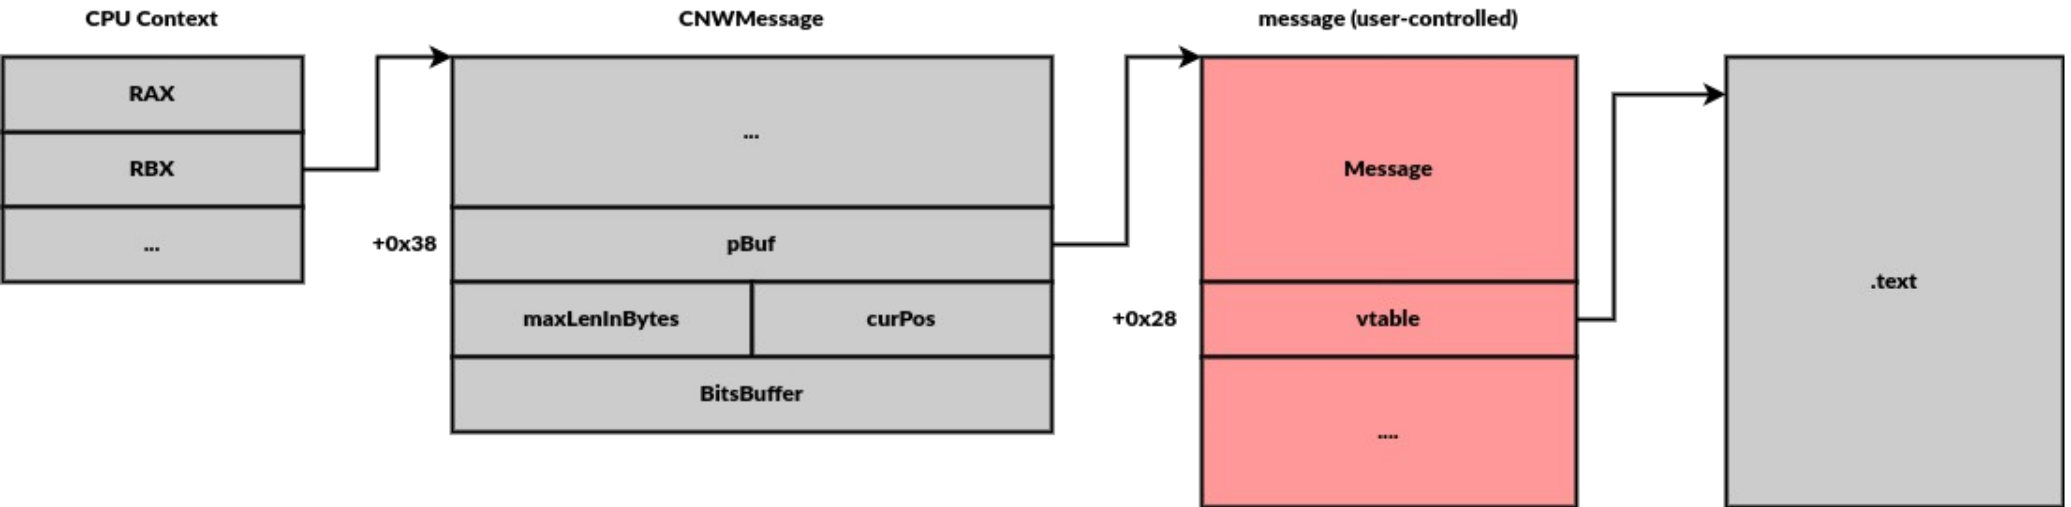 CPU Context
RAX
RBX
...
CNWMessage
...
+0x38
pBuf
maxLenInBytes
curPos
BitsBuffer
message (user-controlled)
Message
+0x28
vtable
....
.text